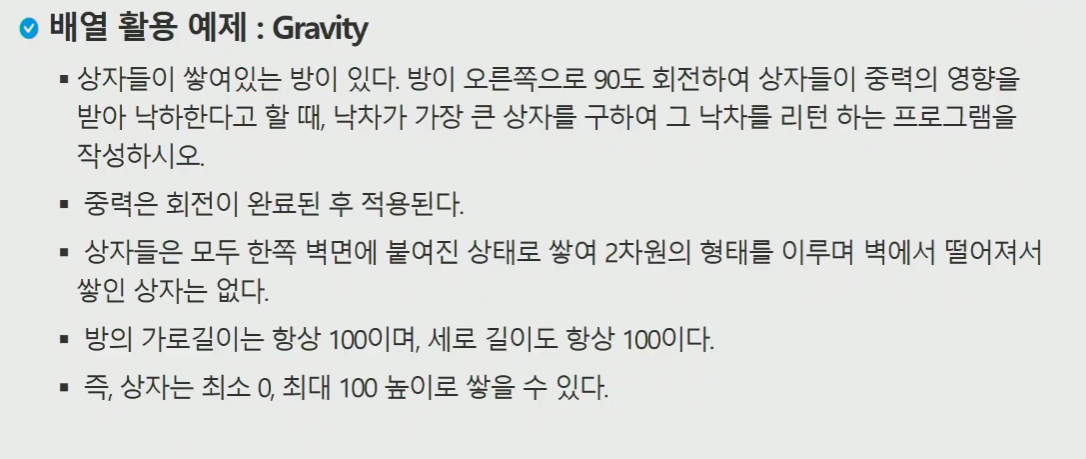 배열 활용 예제 : Gravity
▪ 상자들이 쌓여있는 방이 있다. 방이 오른쪽으로 90도 회전하여 상자들이 중력의 영향을
받아 낙하한다고 할 때, 낙차가 가장 큰 상자를 구하여 그 낙차를 리턴 하는 프로그램을
작성하시오.
▪ 중력은 회전이 완료된 후 적용된다.
▪ 상자들은 모두 한쪽 벽면에 붙여진 상태로 쌓여 2차원의 형태를 이루며 벽에서 떨어져서
쌓인 상자는 없다.
▪ 방의 가로길이는 항상 100이며, 세로 길이도 항상 100이다.
▪ 즉, 상자는 최소 0, 최대 100 높이로 쌓을 수 있다.